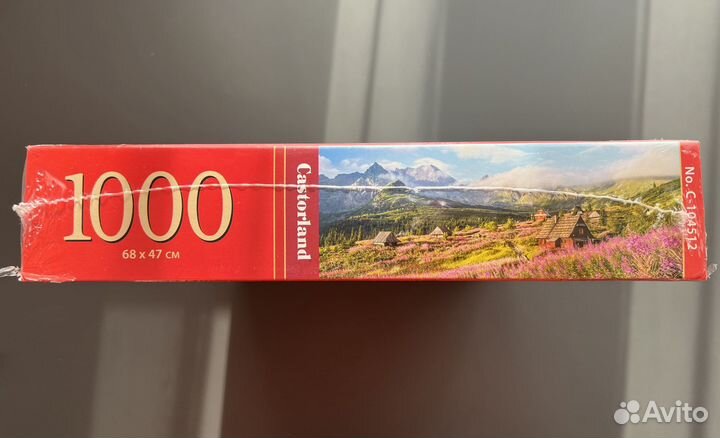 1000
68 x 47 СМ
Castorland
No. C-104512
Avito